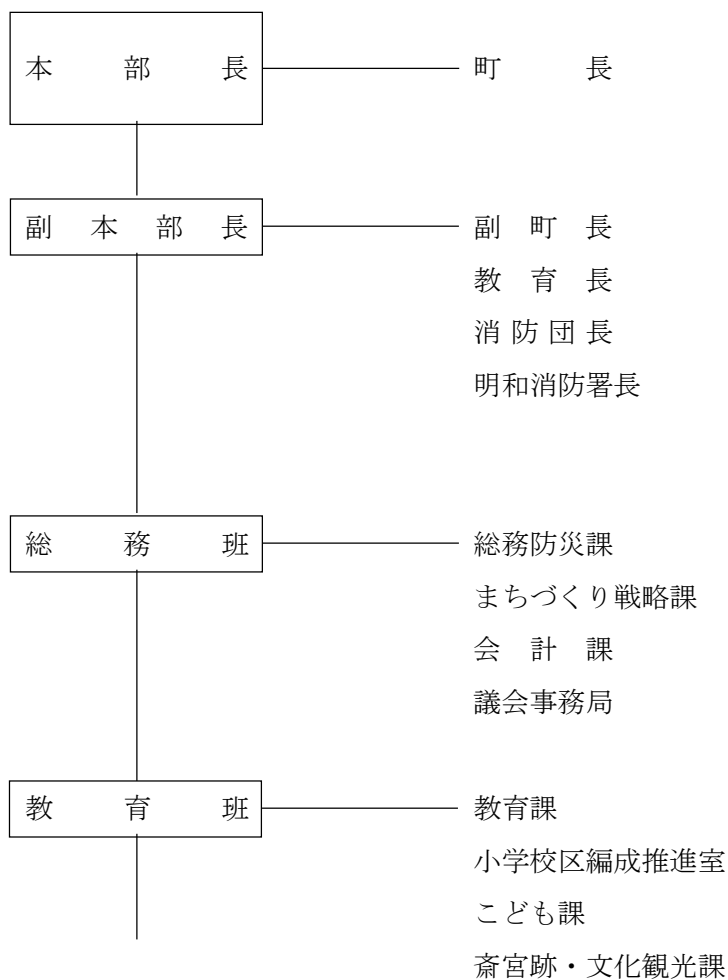 本部長 町長
副本部長 副町長
教育長
消防団長
明和消防署長
総務班 総務防災課
まちづくり戦略課
会計課
議会事務局
教育班 教育課
小学校区編成推進室
こども課
斎宮跡・文化観光課